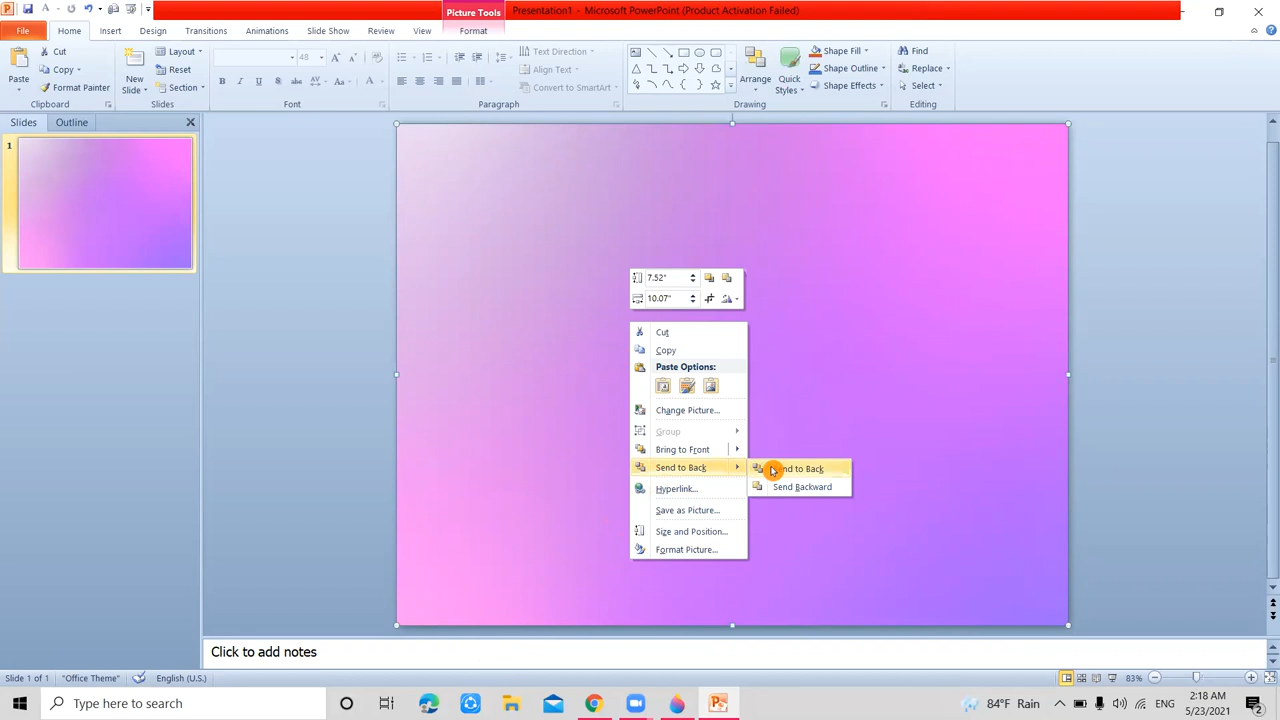 Picture Tools
Presentation1 - Microsoft PowerPoint (Product Activation Failed)
File Home Insert Design Transitions Animations Slide Show Review View Format
Paste
Cut
Copy
Format Painter
Clipboard
New
Slide
Layout
Reset
Section
Slides
48
B I U S abc AV Aa A
Font
Text Direction
Align Text
Convert to SmartArt
Paragraph
Arrange
Quick
Styles
Shape Fill
Shape Outline
Shape Effects
Drawing
Find
Replace
Select
Editing
Slides Outline
1
7.52"
10.07"
Cut
Copy
Paste Options:
Change Picture...
Group
Bring to Front
Send to Back
Hyperlink...
Save as Picture...
Size and Position...
Format Picture...
to Back
Send Backward
Click to add notes
Slide 1 of 1 "Office Theme" English (U.S.) 83%
Type here to search
84°F Rain
ENG
2:18 AM
5/23/2021
2